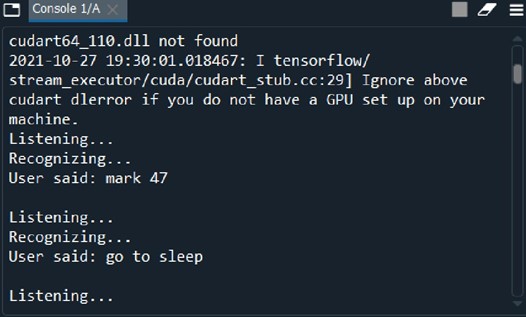 Console 1/A
cudart64_110.dll not found
2021-10-27 19:30:01.018467: I tensorflow/
stream_executor/cuda/cudart_stub.cc:29] Ignore above
cudart dlerror if you do not have a GPU set up on your
machine.
Listening...
Recognizing...
User said: mark 47
Listening...
Recognizing...
User said: go to sleep
Listening...